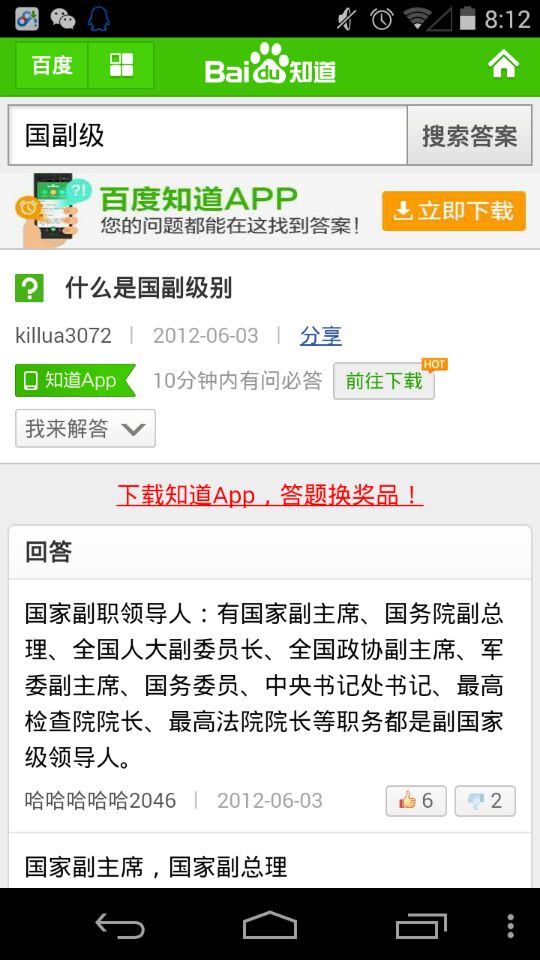 8:12
百度
Bai du 知道
国副级
搜索答案
?!
百度知道APP
您的问题都能在这找到答案！
立即下载
? 什么是国副级别
killua3072 | 2012-06-03 | 分享
知道App 10分钟内有问必答 前往下载 HOT
我来解答
下载知道App，答题换奖品！
回答
国家副职领导人：有国家副主席、国务院副总
理、全国人大副委员长、全国政协副主席、军
委副主席、国务委员、中央书记处书记、最高
检查院院长、最高法院院长等职务都是副国家
级领导人。
哈哈哈哈哈2046 | 2012-06-03 6 2
国家副主席，国家副总理